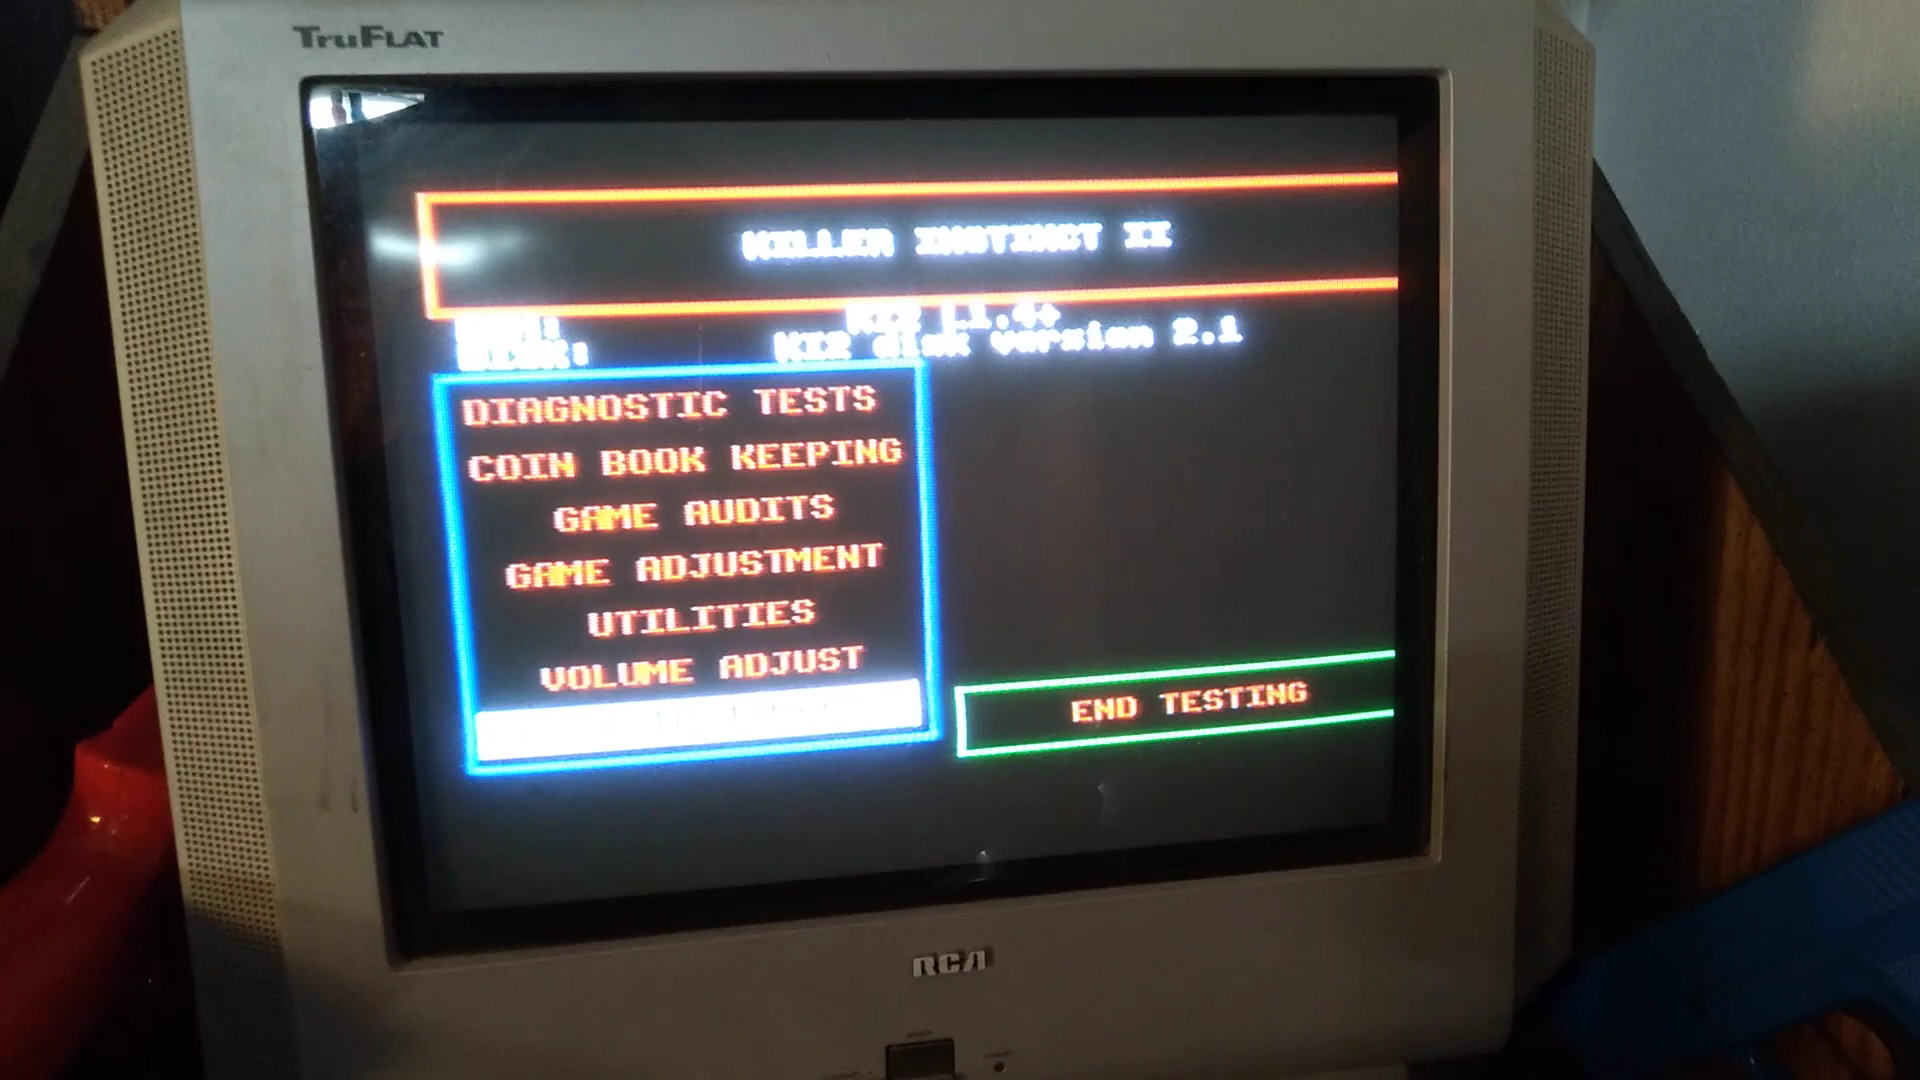 TruFLAT
KILLER INSTINCT II
KI2 L1.4+
KI2 disk version 2.1
DIAGNOSTIC TESTS
COIN BOOK KEEPING
GAME AUDITS
GAME ADJUSTMENT
UTILITIES
VOLUME ADJUST
END TESTING
RCA